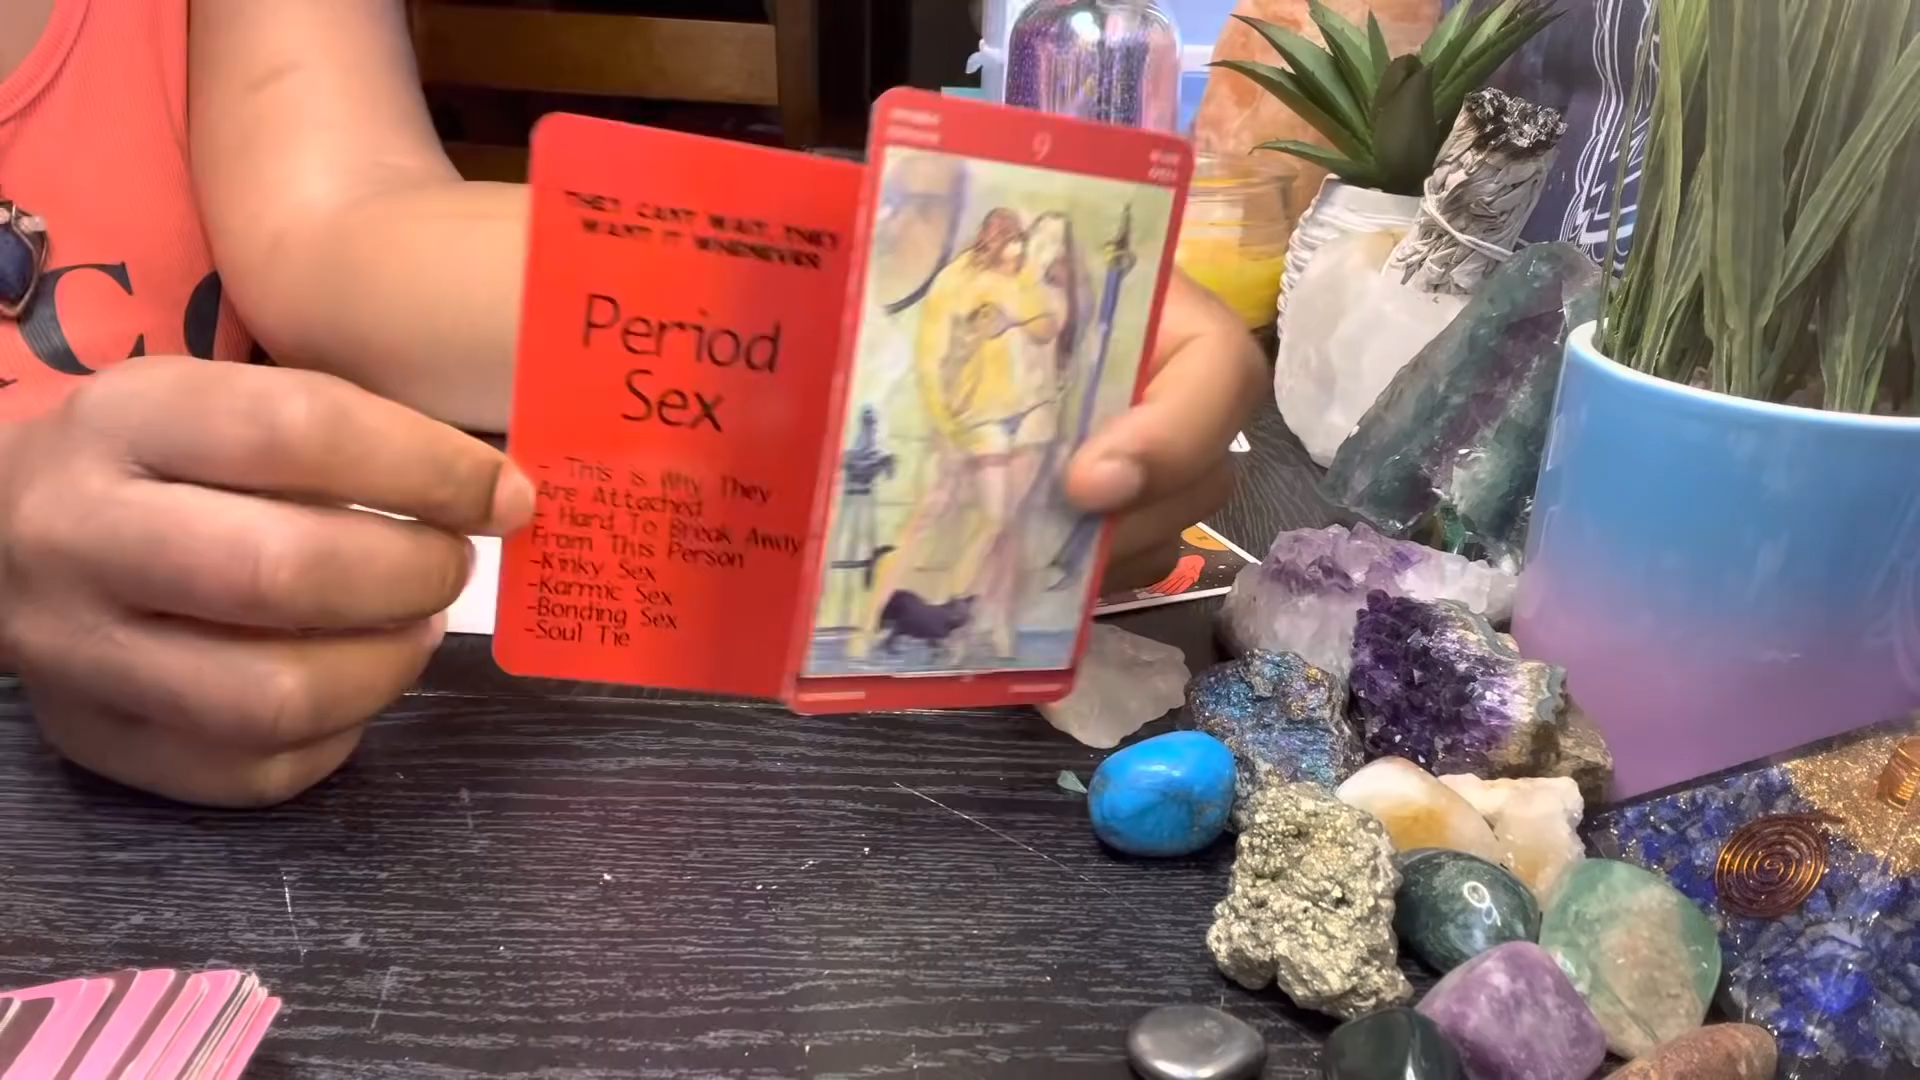 THEY CANT WAIT, THEY
WANT IT WHENEVER
Period
Sex
- This is Why They
Are Attached
- Hard To Break Away
From This Person
-Kinky Sex
-Karmic Sex
-Bonding Sex
-Soul Tie
9
C